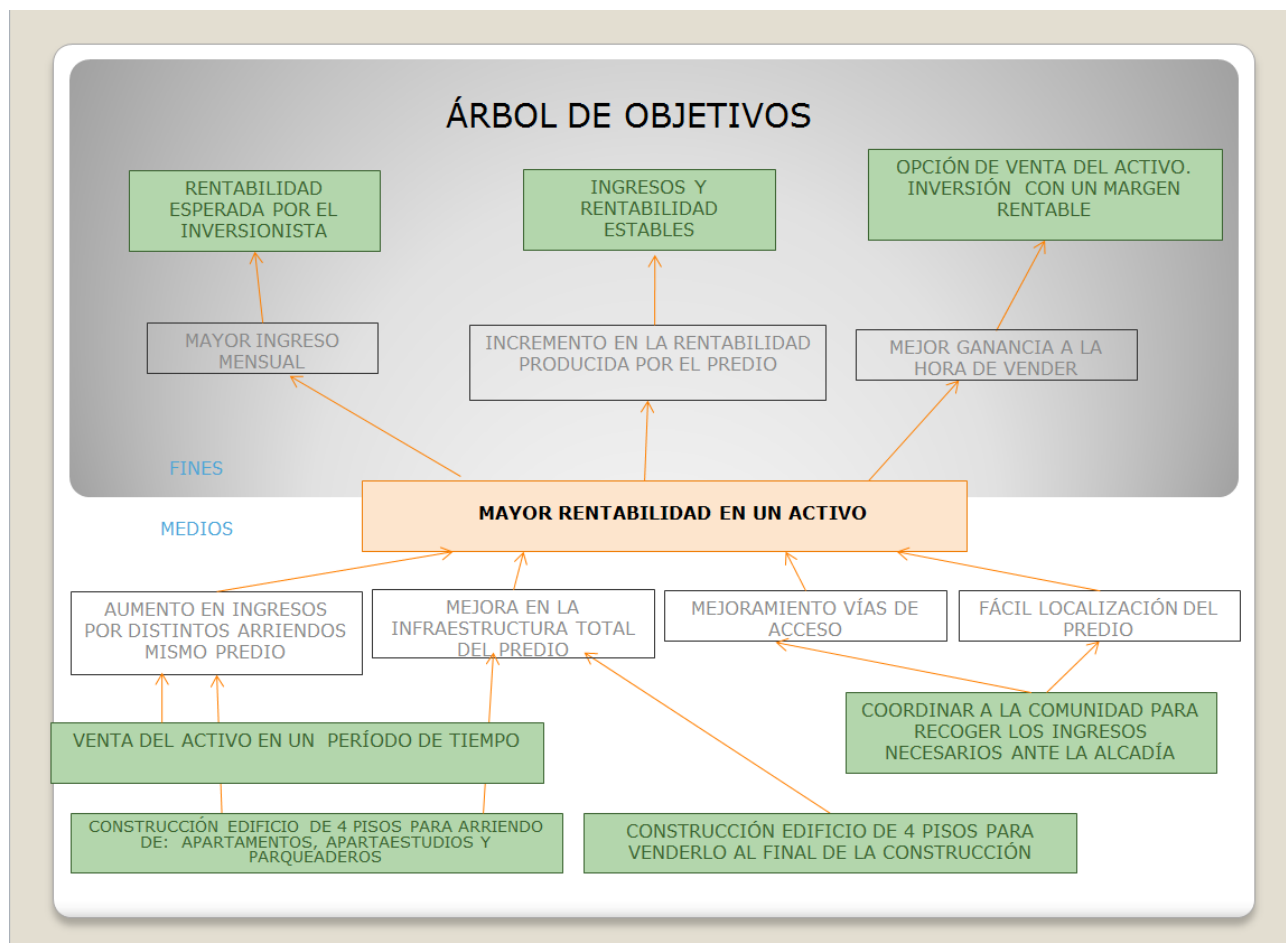 ÁRBOL DE OBJETIVOS
RENTABILIDAD
ESPERADA POR EL
INVERSIONISTA
INGRESOS Y
RENTABILIDAD
ESTABLES
OPCIÓN DE VENTA DEL ACTIVO.
INVERSIÓN CON UN MARGEN
RENTABLE
MAYOR INGRESO
MENSUAL
INCREMENTO EN LA RENTABILIDAD
PRODUCIDA POR EL PREDIO
MEJOR GANANCIA A LA
HORA DE VENDER
FINES
MAYOR RENTABILIDAD EN UN ACTIVO
MEDIOS
AUMENTO EN INGRESOS
POR DISTINTOS ARRIENDOS
MISMO PREDIO
MEJORA EN LA
INFRAESTRUCTURA TOTAL
DEL PREDIO
MEJORAMIENTO VÍAS DE
ACCESO
FÁCIL LOCALIZACIÓN DEL
PREDIO
VENTA DEL ACTIVO EN UN PERÍODO DE TIEMPO
COORDINAR A LA COMUNIDAD PARA
RECOGER LOS INGRESOS
NECESARIOS ANTE LA ALCADÍA
CONSTRUCCIÓN EDIFICIO DE 4 PISOS PARA ARRIENDO
DE: APARTAMENTOS, APARTAESTUDIOS Y
PARQUEADEROS
CONSTRUCCIÓN EDIFICIO DE 4 PISOS PARA
VENDERLO AL FINAL DE LA CONSTRUCCIÓN